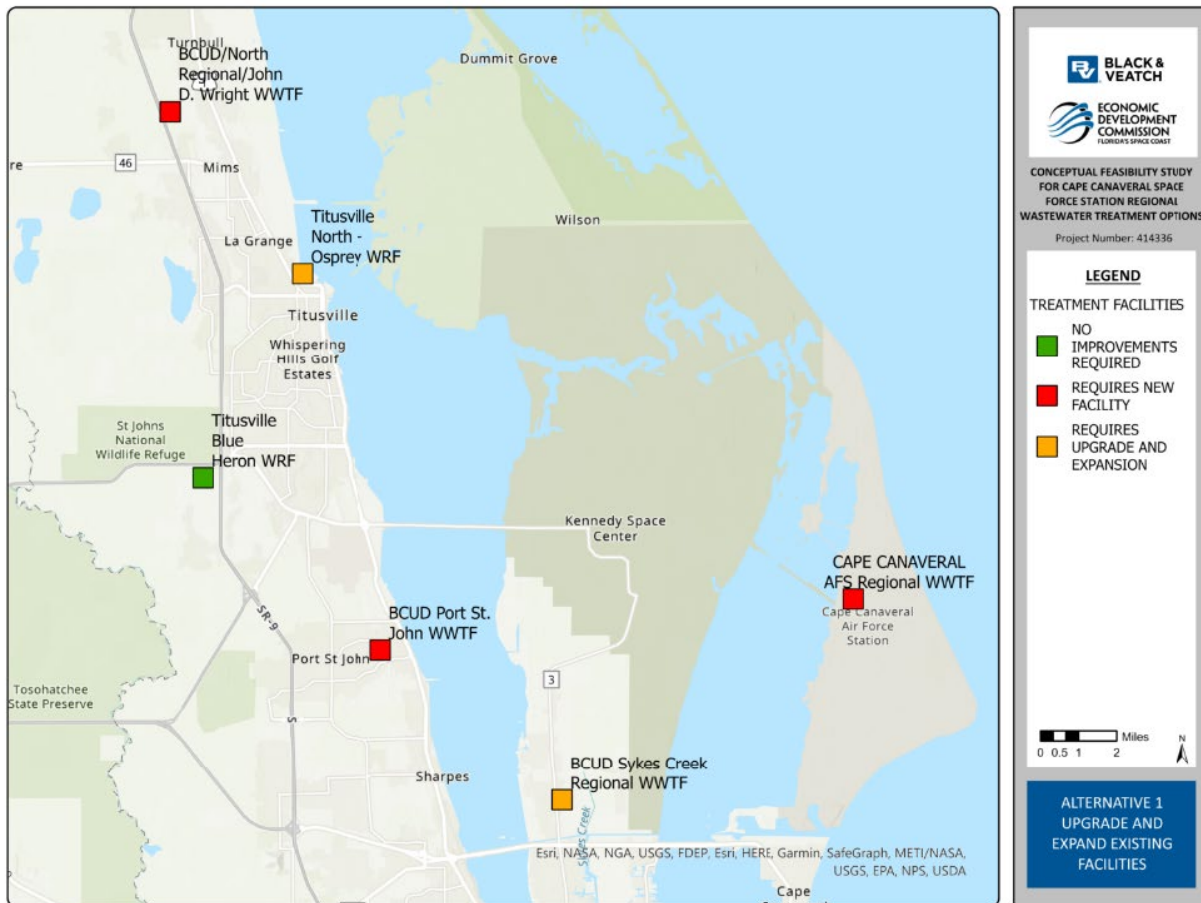 Turnbull
BCUD/North
Regional/John
D. Wright WWTF
Dummit Grove
re
46
Mims
Wilson
La Grange
Titusville
North -
Osprey WRF
Titusville
Whispering
Hills Golf
Estates
St Johns
National
Wildlife Refuge
Titusville
Blue
Heron WRF
Kennedy Space
Center
CAPE CANAVERAL
AFS Regional WWTF
Cape Canaveral
Air Force
Station
SR-9
BCUD Port St.
John WWTF
Port St John
3
Tosohatchee
State Preserve
S
Sharpes
BCUD Sykes Creek
Regional WWTF
Sykes Creek
Esri, NASA, NGA, USGS, FDEP, Esri, HERE, Garmin, SafeGraph, METI/NASA,
USGS, EPA, NPS, USDA
Cape
BV BLACK &
VEATCH
ECONOMIC
DEVELOPMENT
COMMISSION
FLORIDA'S SPACE COAST
CONCEPTUAL FEASIBILITY STUDY
FOR CAPE CANAVERAL SPACE
FORCE STATION REGIONAL
WASTEWATER TREATMENT OPTIONS
Project Number: 414336
LEGEND
TREATMENT FACILITIES
NO
IMPROVEMENTS
REQUIRED
REQUIRES NEW
FACILITY
REQUIRES
UPGRADE AND
EXPANSION
Miles
0 0.5 1 2
N
ALTERNATIVE 1
UPGRADE AND
EXPAND EXISTING
FACILITIES